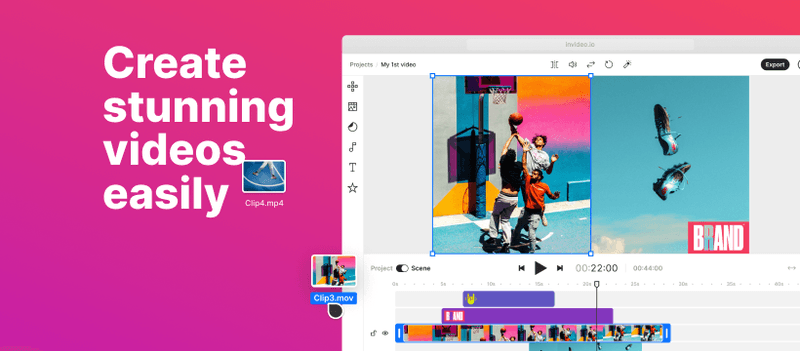 Create
stunning
videos
easily
Clip4.mp4
Clip3.mov
invideo.io
Projects / My 1st video
Export
T
BRAND
Project Scene
00:22:00 00:44:00
0s 5s 10s 15s 20s 25s 30s 35s 40s
BRAND